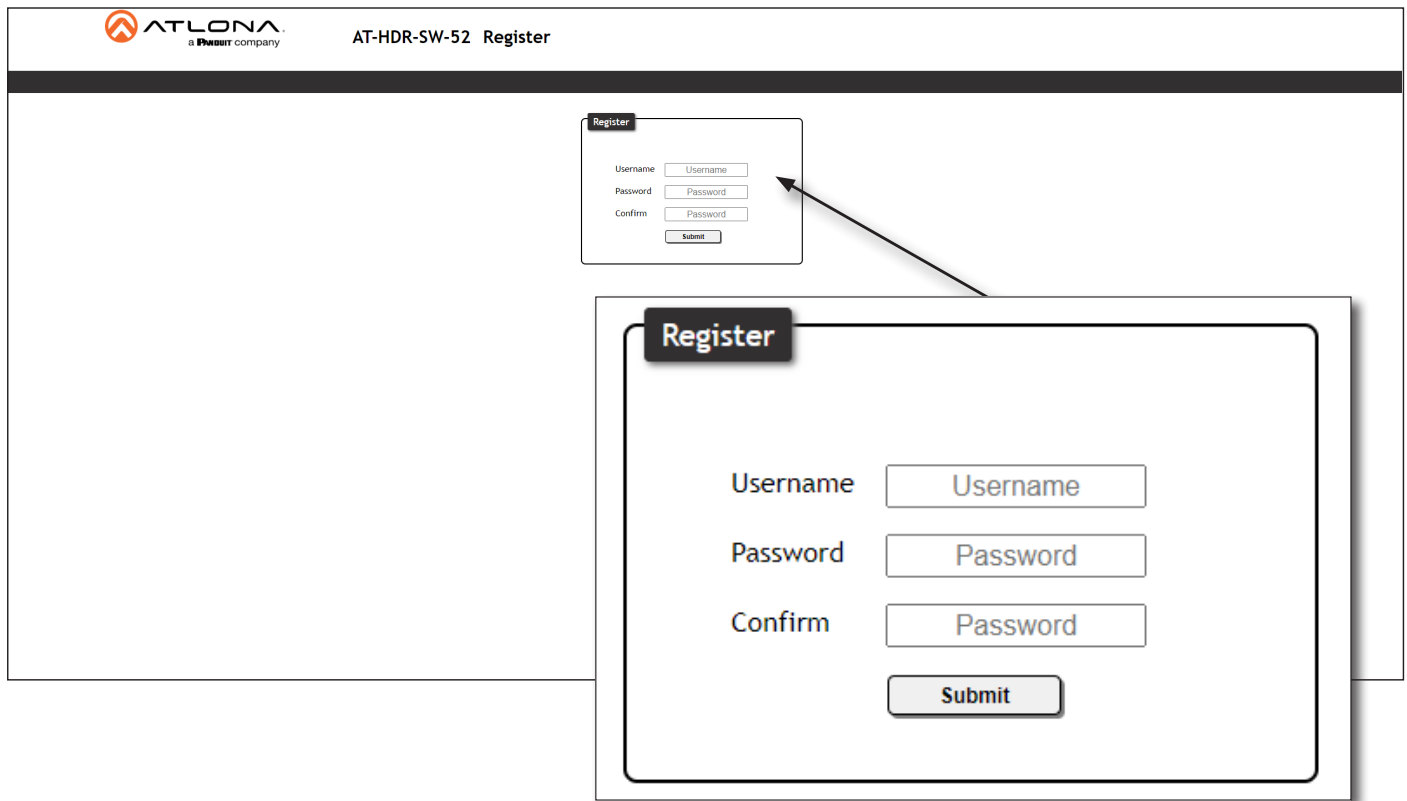 ATLONA.
a PANDUIT company
AT-HDR-SW-52 Register
Register
Username Username
Password Password
Confirm Password
Submit
Register
Username Username
Password Password
Confirm Password
Submit